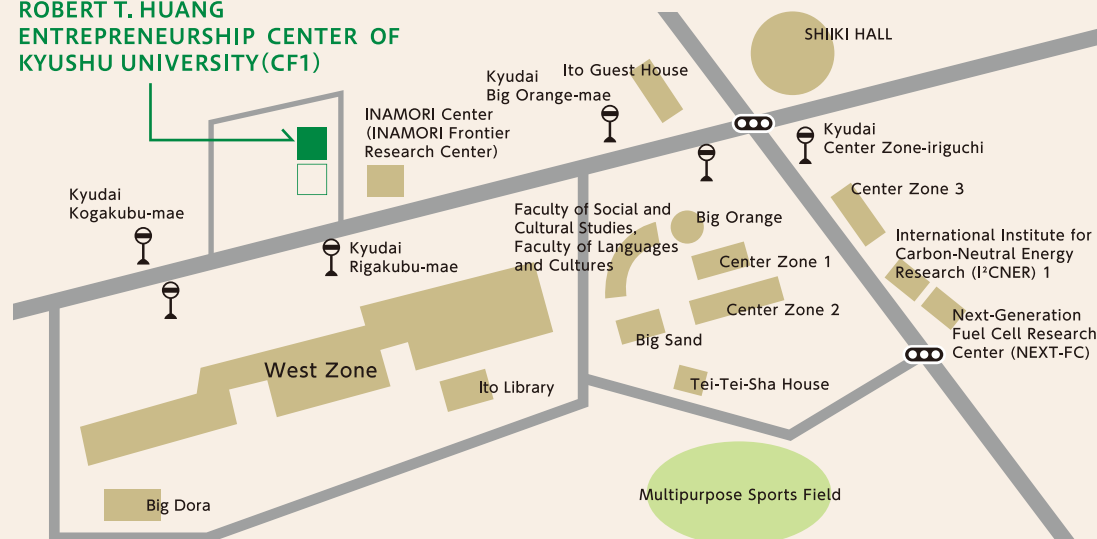 ROBERT T. HUANG
ENTREPRENEURSHIP CENTER OF
KYUSHU UNIVERSITY(CF1)
SHIIKI HALL
Ito Guest House
Kyudai
Big Orange-mae
INAMORI Center
(INAMORI Frontier
Research Center)
Kyudai
Center Zone-iriguchi
Kyudai
Kogakubu-mae
Center Zone 3
Faculty of Social and
Cultural Studies,
Faculty of Languages
and Cultures
Big Orange
Kyudai
Rigakubu-mae
International Institute for
Carbon-Neutral Energy
Research (I²CNER) 1
Center Zone 1
Center Zone 2
Next-Generation
Fuel Cell Research
Center (NEXT-FC)
Big Sand
West Zone
Ito Library
Tei-Tei-Sha House
Multipurpose Sports Field
Big Dora